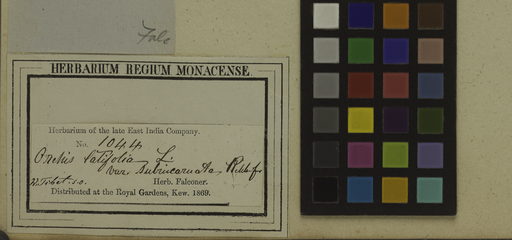 Falc
HERBARIUM REGIUM MONACENSE.
Herbarium of the late East India Company.
No. 1044
Orchis latifolia L.
var. subincarnata, Rchb.f.
Herb. Falconer.
Distributed at the Royal Gardens, Kew. 1869.